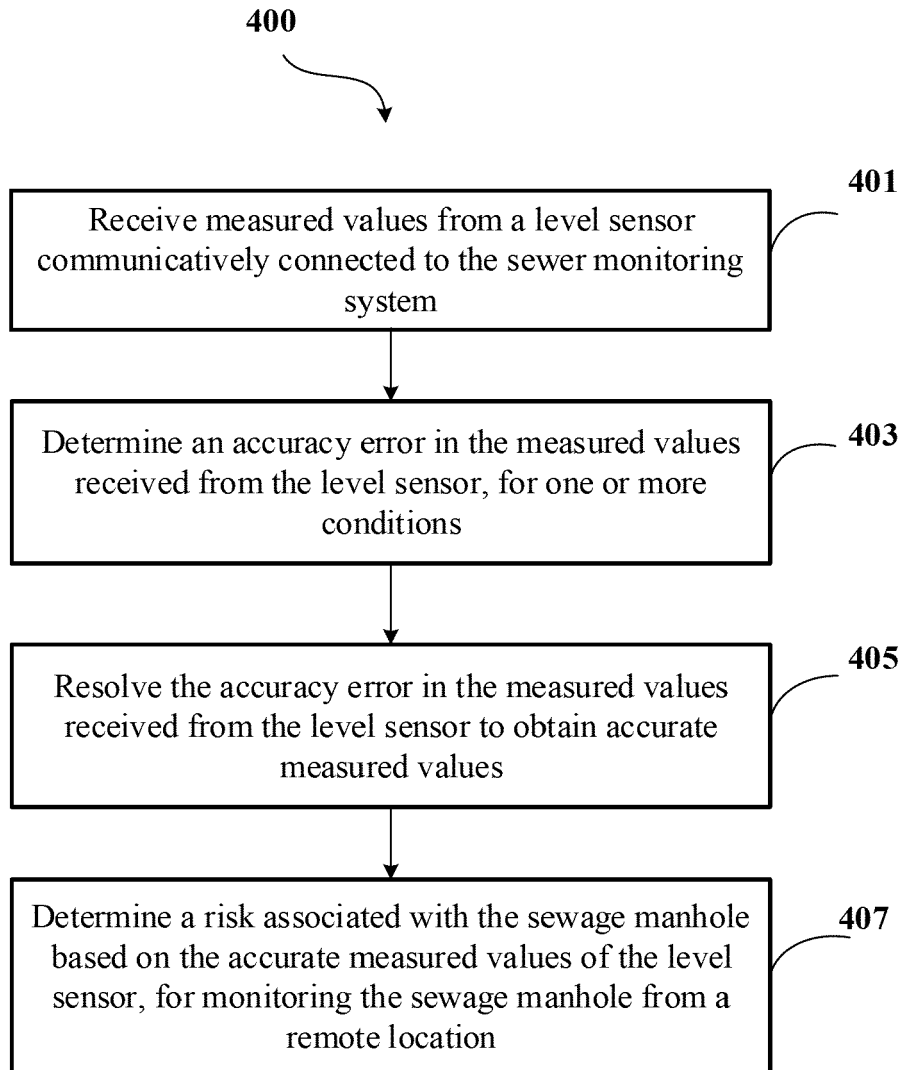 400
401
Receive measured values from a level sensor
communicatively connected to the sewer monitoring
system
403
Determine an accuracy error in the measured values
received from the level sensor, for one or more
conditions
405
Resolve the accuracy error in the measured values
received from the level sensor to obtain accurate
measured values
407
Determine a risk associated with the sewage manhole
based on the accurate measured values of the level
sensor, for monitoring the sewage manhole from a
remote location